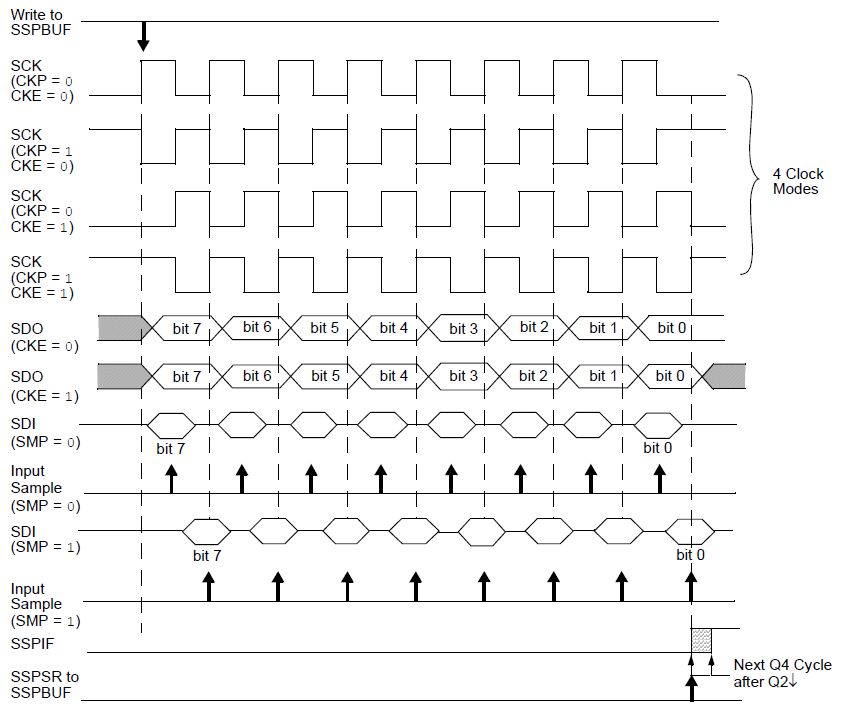 Write to
SSPBUF
SCK
(CKP = 0
CKE = 0)
SCK
(CKP = 1
CKE = 0)
SCK
(CKP = 0
CKE = 1)
SCK
(CKP = 1
CKE = 1)
4 Clock
Modes
SDO
(CKE = 0)
bit 7 bit 6 bit 5 bit 4 bit 3 bit 2 bit 1 bit 0
SDO
(CKE = 1)
bit 7 bit 6 bit 5 bit 4 bit 3 bit 2 bit 1 bit 0
SDI
(SMP = 0)
bit 7 bit 0
Input
Sample
(SMP = 0)
SDI
(SMP = 1)
bit 7 bit 0
Input
Sample
(SMP = 1)
SSPIF
Next Q4 Cycle
after Q2↓
SSPSR to
SSPBUF